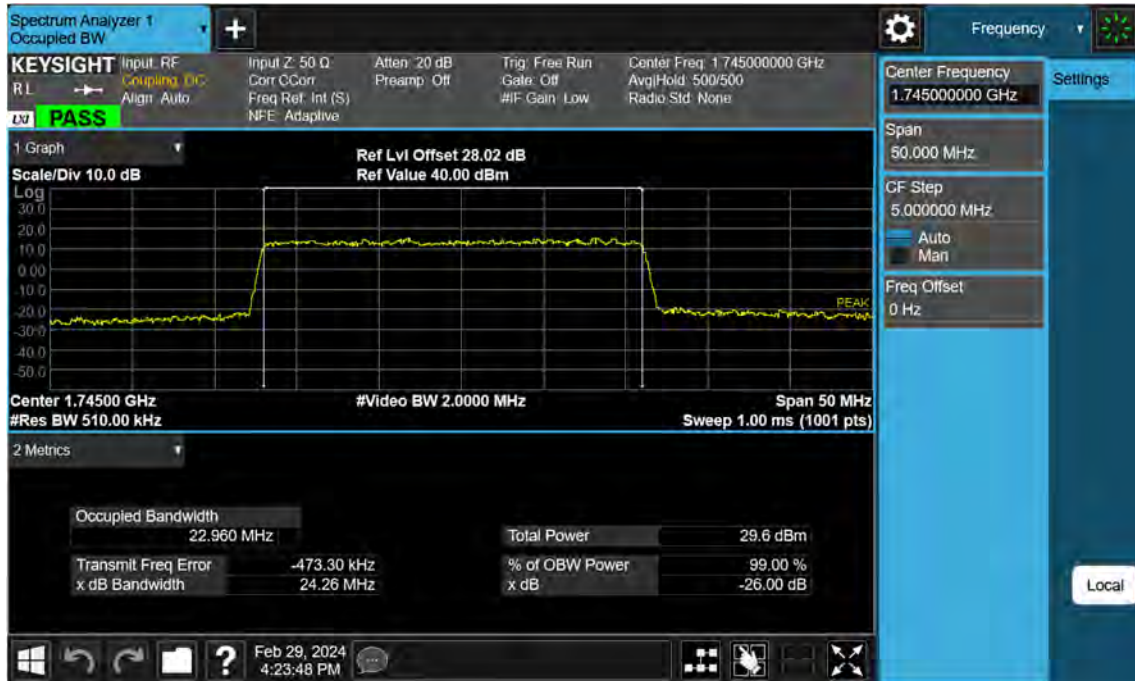 Spectrum Analyzer 1
Occupied BW
+
Frequency
KEYSIGHT
RL
Input: RF
Coupling: DC
Align: Auto
Input Z: 50 Ω
Corr CCorr
Freq Ref: Int (S)
NFE: Adaptive
Atten: 20 dB
Preamp: Off
Trig: Free Run
Gate: Off
#IF Gain: Low
Center Freq: 1.745000000 GHz
Avg|Hold: 500/500
Radio Std: None
LXI
PASS
Center Frequency
1.745000000 GHz
Settings
Span
50.000 MHz
CF Step
5.000000 MHz
Auto
Man
Freq Offset
0 Hz
1 Graph
Scale/Div 10.0 dB
Ref Lvl Offset 28.02 dB
Ref Value 40.00 dBm
Log
30.0
20.0
10.0
0.00
-10.0
-20.0
-30.0
-40.0
-50.0
PEAK
Center 1.74500 GHz
#Video BW 2.0000 MHz
Span 50 MHz
#Res BW 510.00 kHz
Sweep 1.00 ms (1001 pts)
2 Metrics
Occupied Bandwidth
22.960 MHz
Total Power 29.6 dBm
Transmit Freq Error -473.30 kHz
% of OBW Power 99.00 %
x dB Bandwidth 24.26 MHz
x dB -26.00 dB
Local
?
Feb 29, 2024
4:23:48 PM